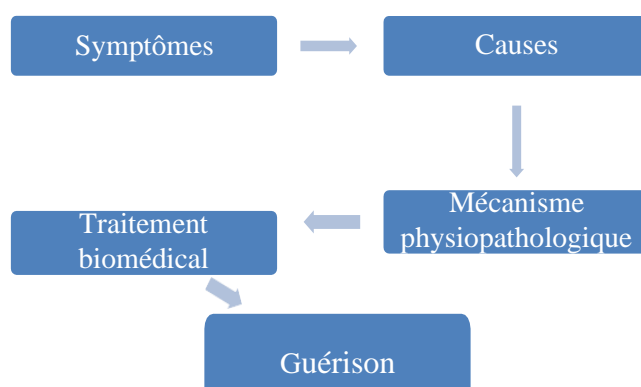 Symptômes
Causes
Mécanisme
physiopathologique
Traitement
biomédical
Guérison